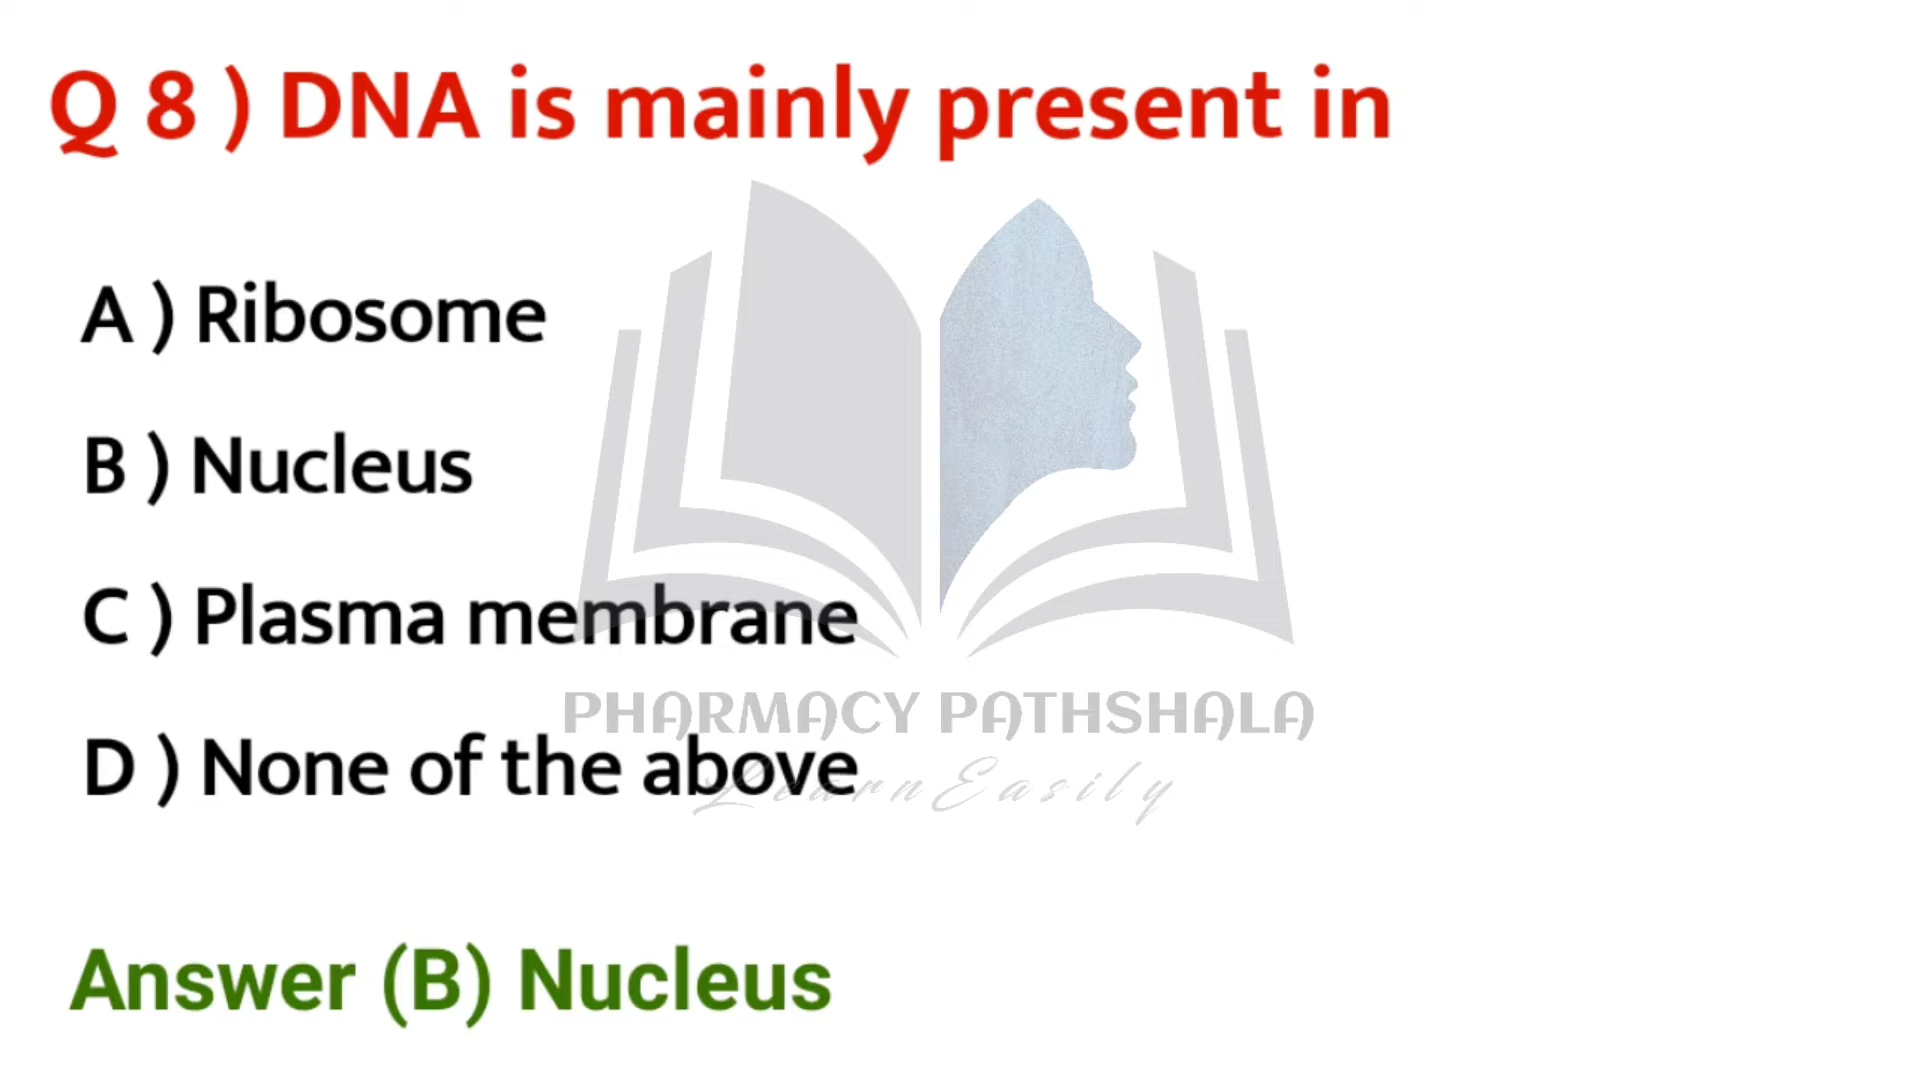 Q 8 ) DNA is mainly present in
A ) Ribosome
B ) Nucleus
C ) Plasma membrane
PHARMACY PATHSHALA
D ) None of the above
Learn Easily
Answer (B) Nucleus